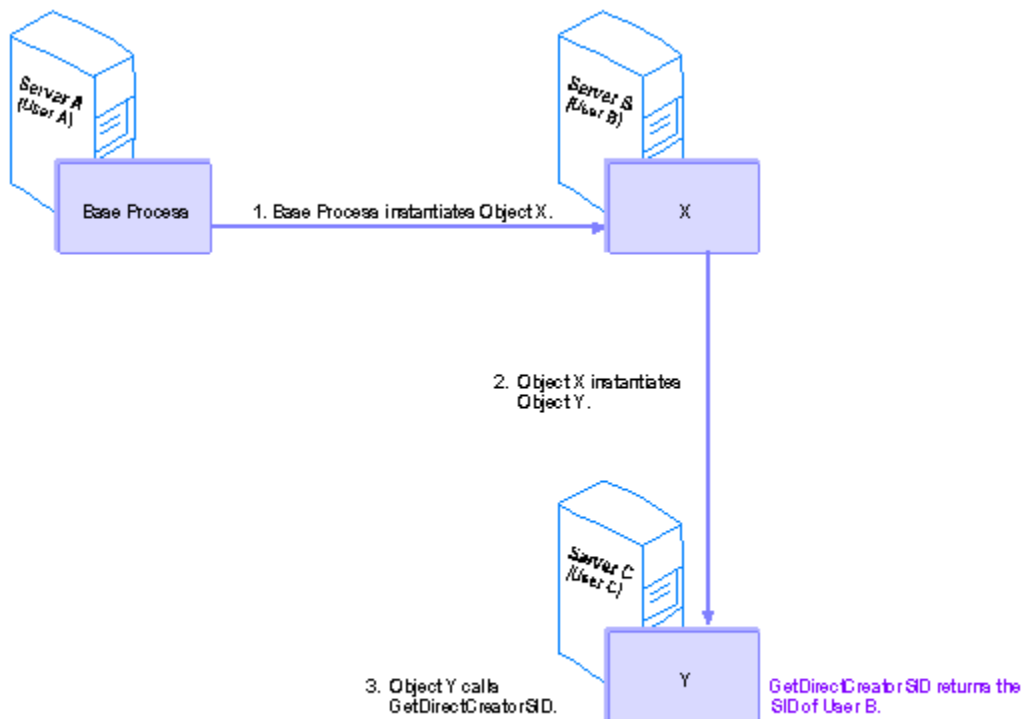 Server A
(User A)
Server B
(User B)
Base Process
1. Base Process instantiates Object X.
X
2. Object X instantiates
Object Y.
Server C
(User C)
3. Object Y calls
GetDirectCreatorSID.
Y
GetDirectCreatorSID returns the
SID of User B.